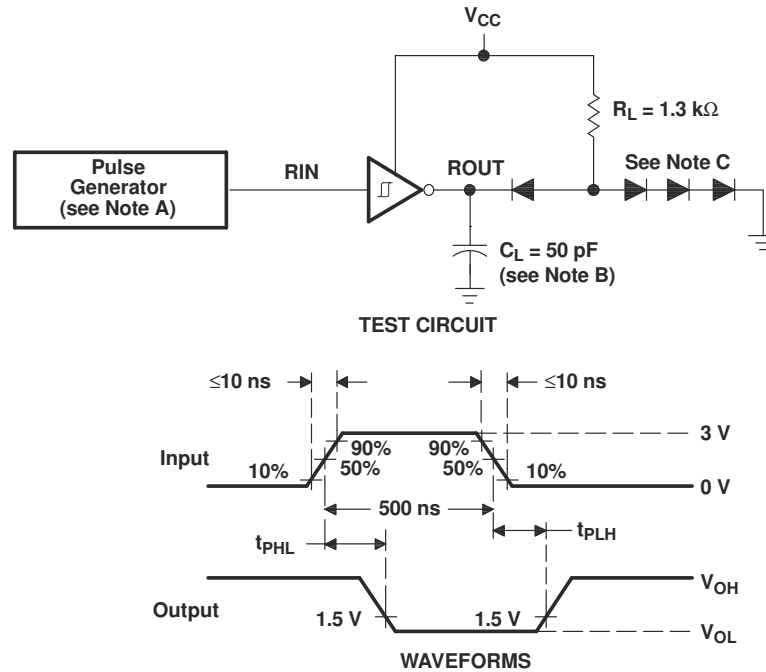 VCC
RL = 1.3 kΩ
Pulse
Generator
(see Note A)
RIN
ROUT
See Note C
CL = 50 pF
(see Note B)
TEST CIRCUIT
≤10 ns
≤10 ns
Input
10%
90%
50%
90%
50%
10%
3 V
0 V
500 ns
tPHL
tPLH
Output
1.5 V
1.5 V
VOH
VOL
WAVEFORMS